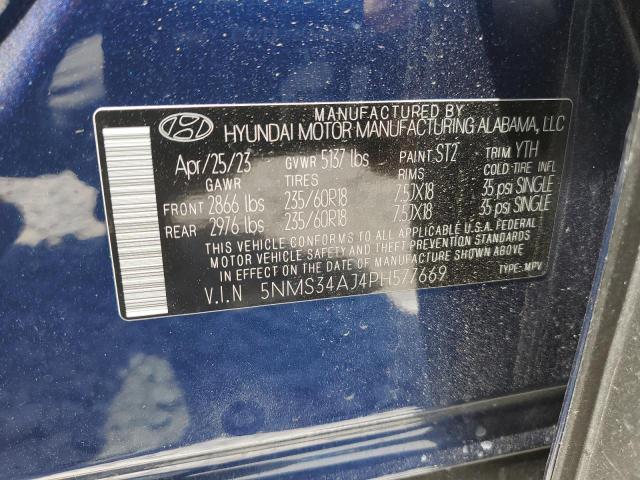 MANUFACTURED BY
HYUNDAI MOTOR MANUFACTURING ALABAMA, LLC
Apr/25/23 GVWR 5137 lbs PAINT ST2 TRIM YTH
GAWR TIRES RIMS COLD-TIRE INFL
FRONT 2866 lbs 235/60R18 7.5JX18 35 psi SINGLE
REAR 2976 lbs 235/60R18 7.5JX18 35 psi SINGLE
THIS VEHICLE CONFORMS TO ALL APPLICABLE U.S.A. FEDERAL
MOTOR VEHICLE SAFETY, BUMPER, AND THEFT PREVENTION
STANDARDS IN EFFECT ON THE DATE OF MANUFACTURE SHOWN ABOVE
V.I.N 5NMS34AJ4PH577669 TYPE: MPV